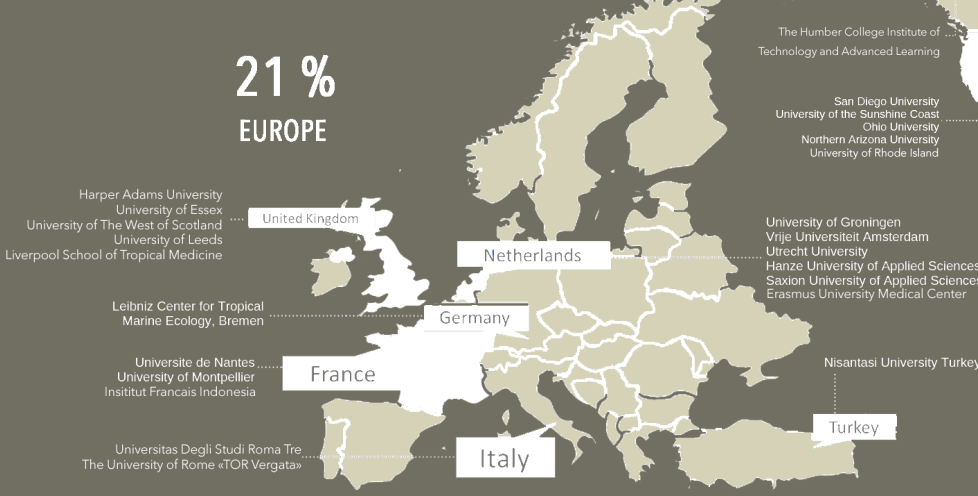 21 %
EUROPE
The Humber College Institute of
Technology and Advanced Learning
San Diego University
University of the Sunshine Coast
Ohio University
Northern Arizona University
University of Rhode Island
Harper Adams University
University of Essex
University of The West of Scotland
University of Leeds
Liverpool School of Tropical Medicine
United Kingdom
Netherlands
University of Groningen
Vrije Universiteit Amsterdam
Utrecht University
Hanze University of Applied Sciences
Saxion University of Applied Sciences
Erasmus University Medical Center
Leibniz Center for Tropical
Marine Ecology, Bremen
Germany
Universite de Nantes
University of Montpellier
Insititut Francais Indonesia
France
Nisantasi University Turkey
Turkey
Universitas Degli Studi Roma Tre
The University of Rome «TOR Vergata»
Italy